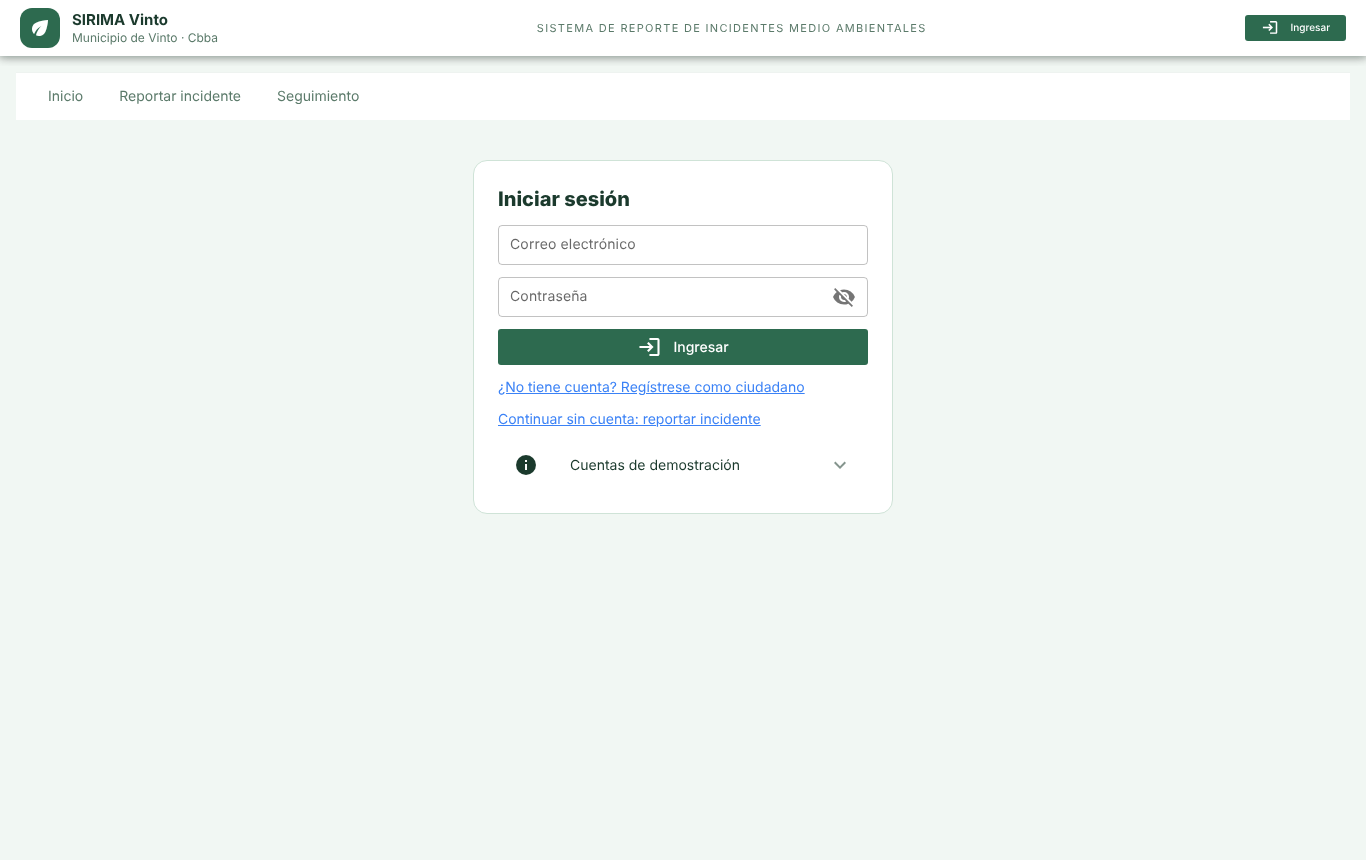 SIRIMA Vinto
Municipio de Vinto · Cbba
SISTEMA DE REPORTE DE INCIDENTES MEDIO AMBIENTALES
Ingresar
Inicio
Reportar incidente
Seguimiento
Iniciar sesión
Correo electrónico
Contraseña
Ingresar
¿No tiene cuenta? Regístrese como ciudadano
Continuar sin cuenta: reportar incidente
Cuentas de demostración